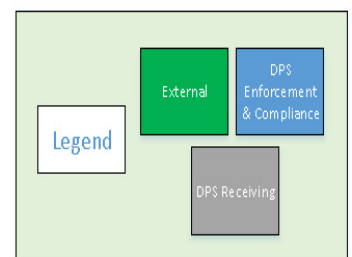 External
DPS
Enforcement
& Compliance
Legend
DPS Receiving